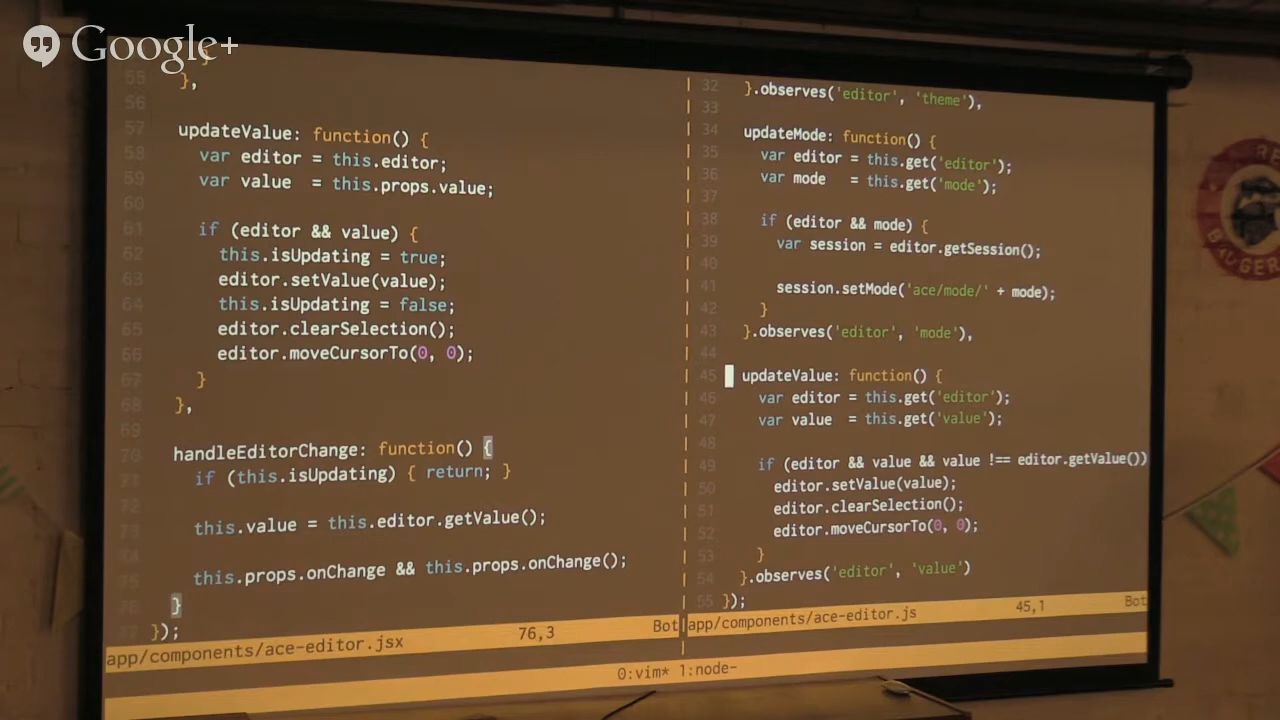 Google+
55 },
56
57 updateValue: function() {
58 var editor = this.editor;
59 var value = this.props.value;
60
61 if (editor && value) {
62 this.isUpdating = true;
63 editor.setValue(value);
64 this.isUpdating = false;
65 editor.clearSelection();
66 editor.moveCursorTo(0, 0);
67 }
68 },
69
70 handleEditorChange: function() {
71 if (this.isUpdating) { return; }
72
73 this.value = this.editor.getValue();
74
75 this.props.onChange && this.props.onChange();
76 }
77 });
app/components/ace-editor.jsx 76,3 Bot
32 }.observes('editor', 'theme'),
33
34 updateMode: function() {
35 var editor = this.get('editor');
36 var mode = this.get('mode');
37
38 if (editor && mode) {
39 var session = editor.getSession();
40
41 session.setMode('ace/mode/' + mode);
42 }
43 }.observes('editor', 'mode'),
44
45 updateValue: function() {
46 var editor = this.get('editor');
47 var value = this.get('value');
48
49 if (editor && value && value !== editor.getValue())
50 editor.setValue(value);
51 editor.clearSelection();
52 editor.moveCursorTo(0, 0);
53 }
54 }.observes('editor', 'value')
55 });
app/components/ace-editor.js 45,1 Bot
0:vim* 1:node-